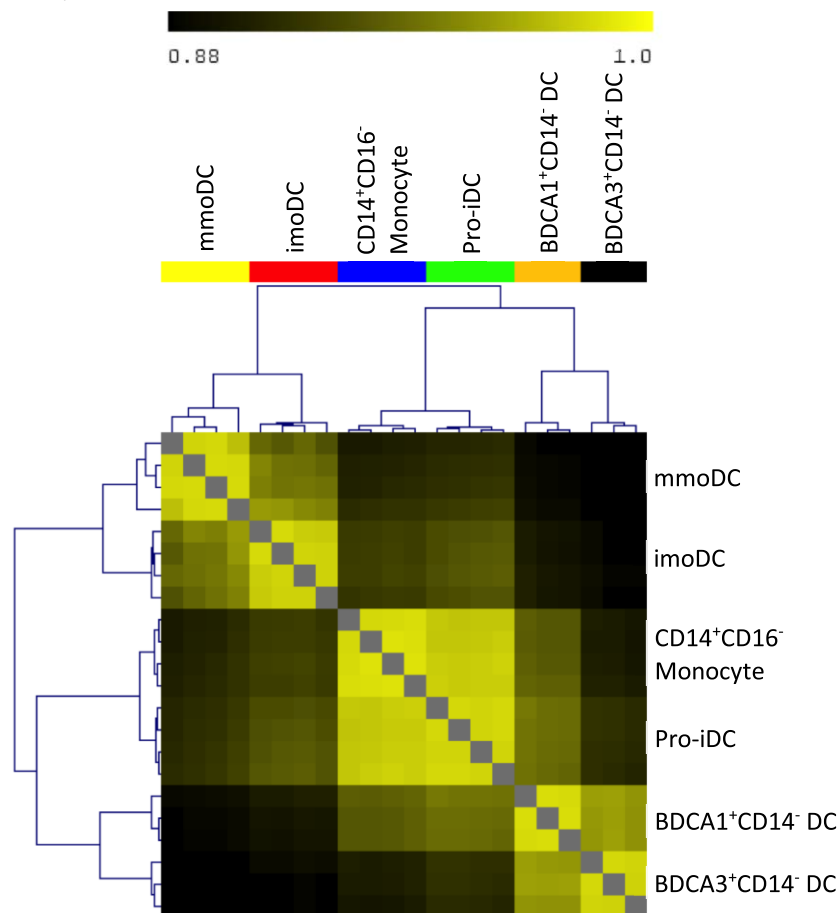 0.88 1.0
mmoDC
imoDC
CD14⁺CD16⁻
Monocyte
Pro-iDC
BDCA1⁺CD14⁻ DC
BDCA3⁺CD14⁻ DC
mmoDC
imoDC
CD14⁺CD16⁻
Monocyte
Pro-iDC
BDCA1⁺CD14⁻ DC
BDCA3⁺CD14⁻ DC